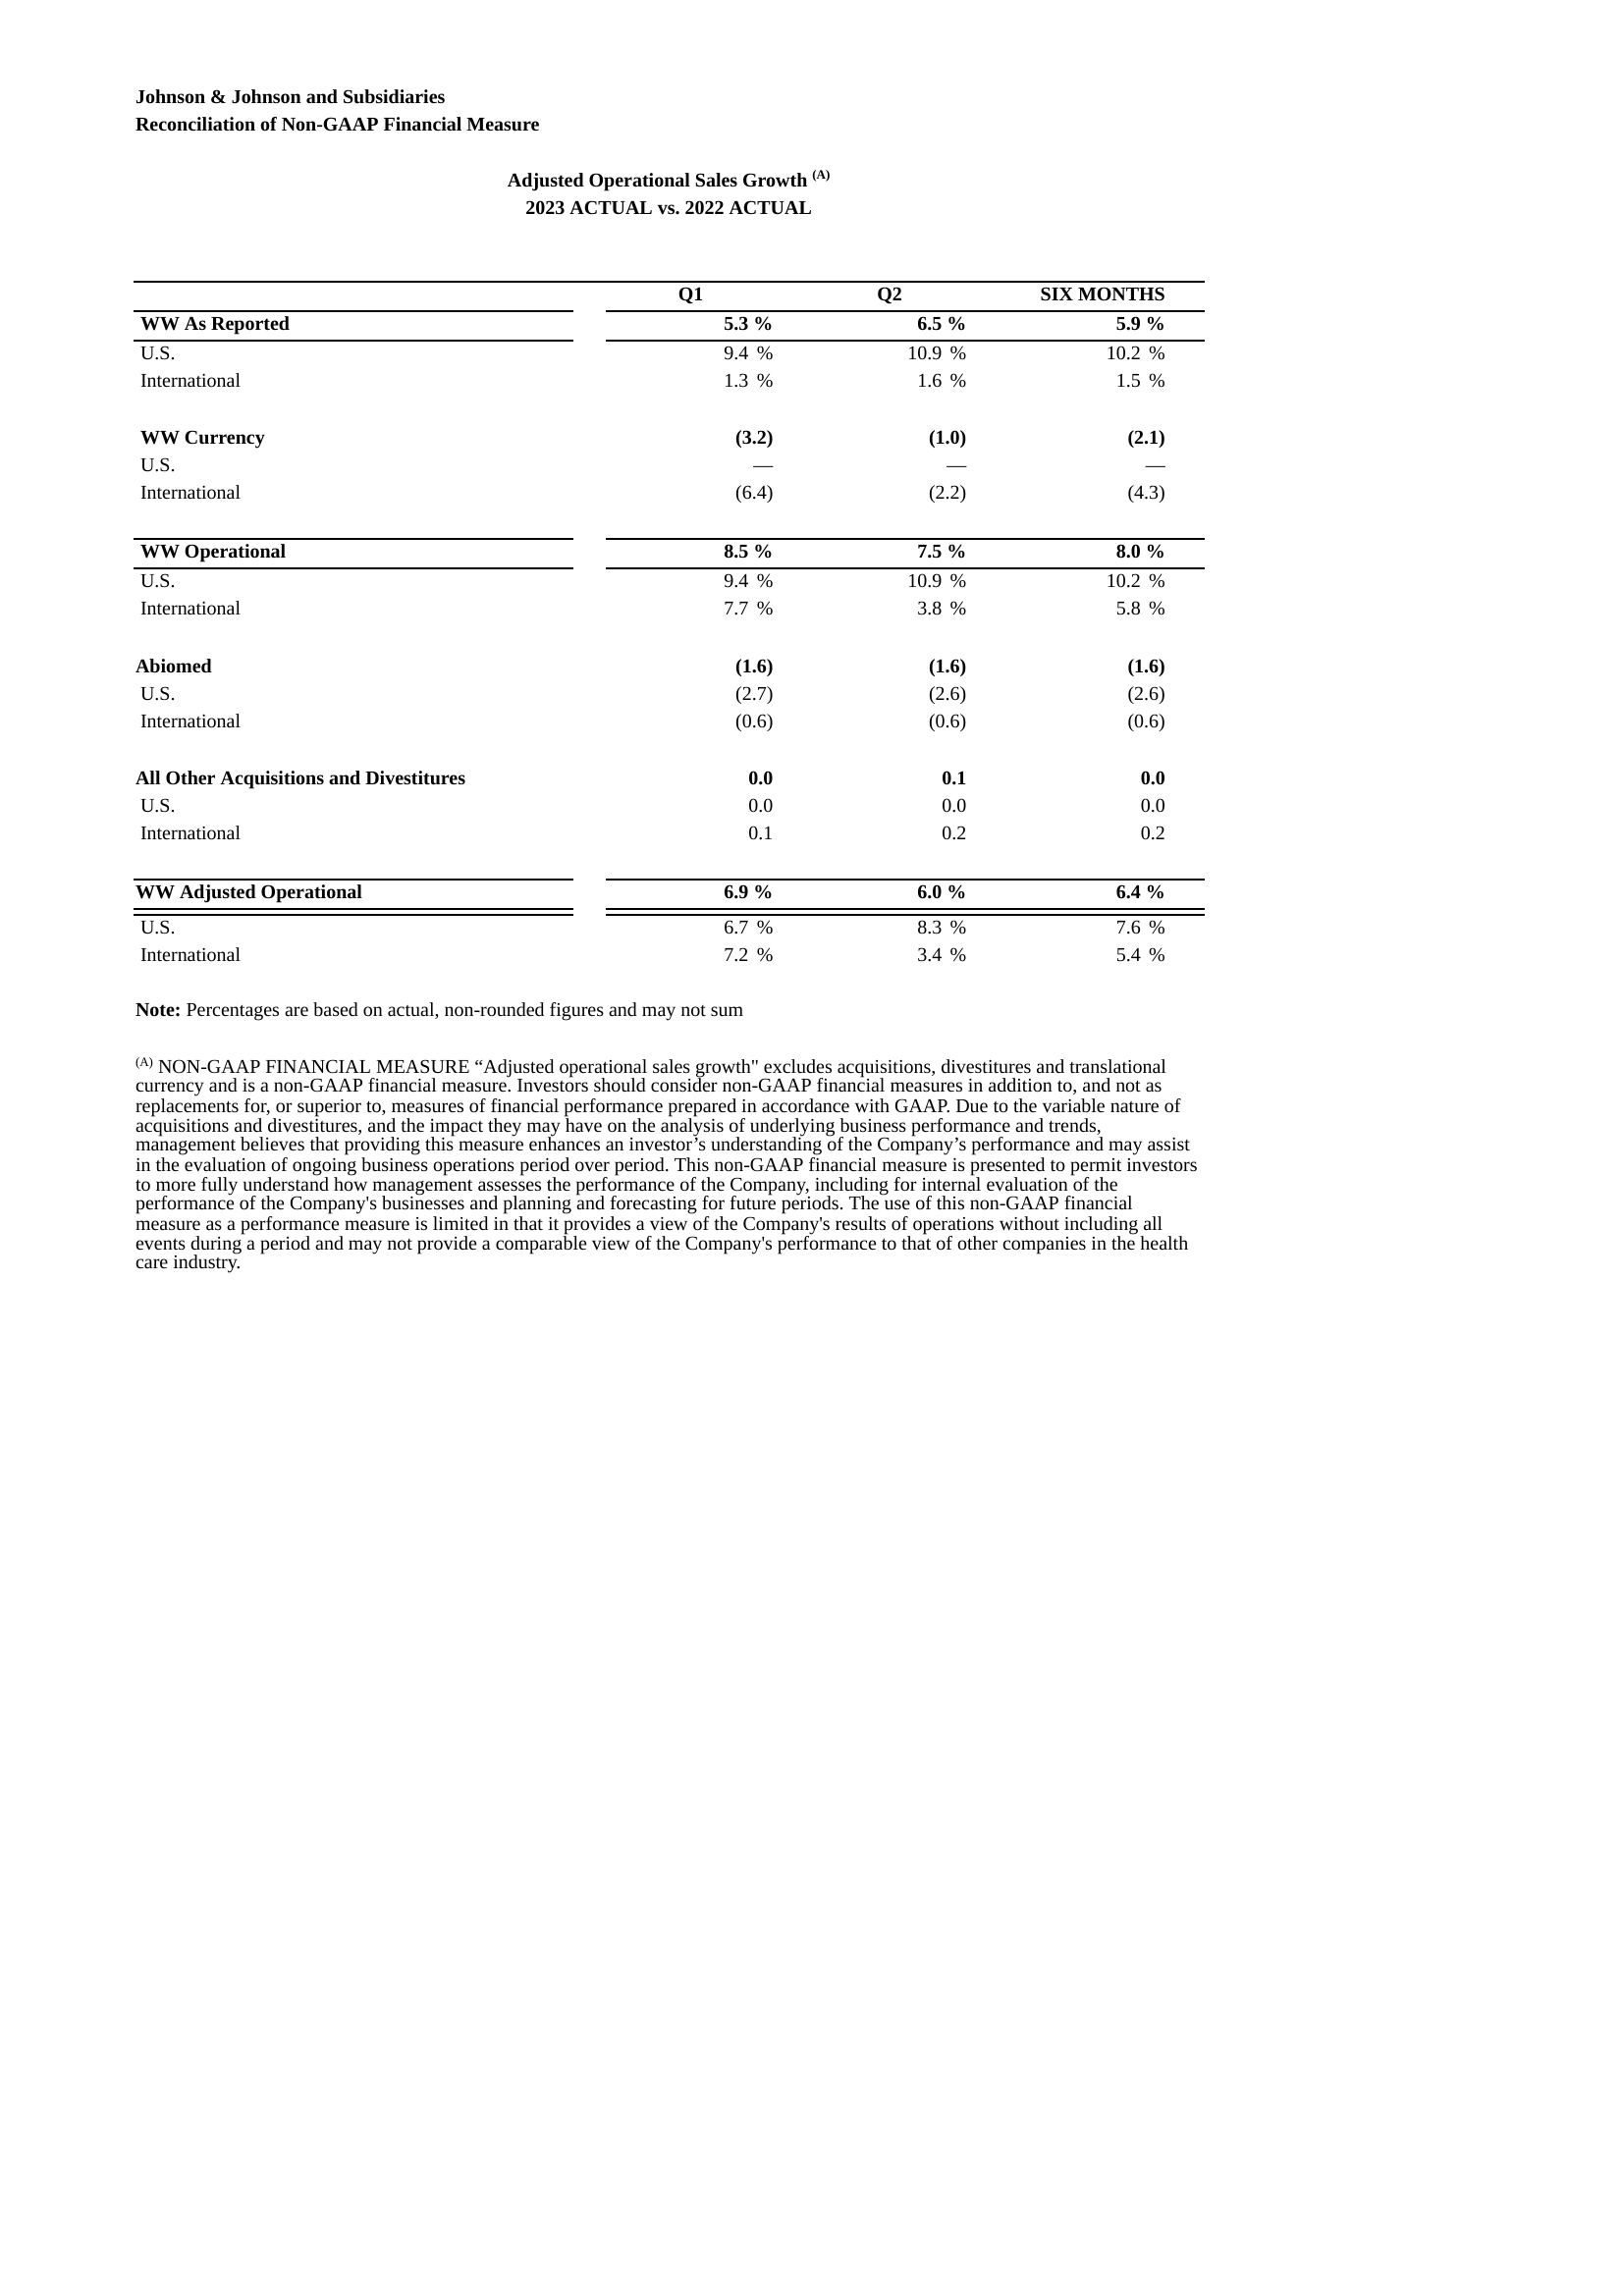 Johnson & Johnson and Subsidiaries
Reconciliation of Non-GAAP Financial Measure
Adjusted Operational Sales Growth (A)
2023 ACTUAL vs. 2022 ACTUAL
Q1 Q2 SIX MONTHS
WW As Reported 5.3 % 6.5 % 5.9 %
U.S. 9.4 % 10.9 % 10.2 %
International 1.3 % 1.6 % 1.5 %
WW Currency (3.2) (1.0) (2.1)
U.S. — — —
International (6.4) (2.2) (4.3)
WW Operational 8.5 % 7.5 % 8.0 %
U.S. 9.4 % 10.9 % 10.2 %
International 7.7 % 3.8 % 5.8 %
Abiomed (1.6) (1.6) (1.6)
U.S. (2.7) (2.6) (2.6)
International (0.6) (0.6) (0.6)
All Other Acquisitions and Divestitures 0.0 0.1 0.0
U.S. 0.0 0.0 0.0
International 0.1 0.2 0.2
WW Adjusted Operational 6.9 % 6.0 % 6.4 %
U.S. 6.7 % 8.3 % 7.6 %
International 7.2 % 3.4 % 5.4 %
Note: Percentages are based on actual, non-rounded figures and may not sum
(A) NON-GAAP FINANCIAL MEASURE “Adjusted operational sales growth" excludes acquisitions, divestitures and translational
currency and is a non-GAAP financial measure. Investors should consider non-GAAP financial measures in addition to, and not as
replacements for, or superior to, measures of financial performance prepared in accordance with GAAP. Due to the variable nature of
acquisitions and divestitures, and the impact they may have on the analysis of underlying business performance and trends,
management believes that providing this measure enhances an investor’s understanding of the Company’s performance and may assist
in the evaluation of ongoing business operations period over period. This non-GAAP financial measure is presented to permit investors
to more fully understand how management assesses the performance of the Company, including for internal evaluation of the
performance of the Company's businesses and planning and forecasting for future periods. The use of this non-GAAP financial
measure as a performance measure is limited in that it provides a view of the Company's results of operations without including all
events during a period and may not provide a comparable view of the Company's performance to that of other companies in the health
care industry.